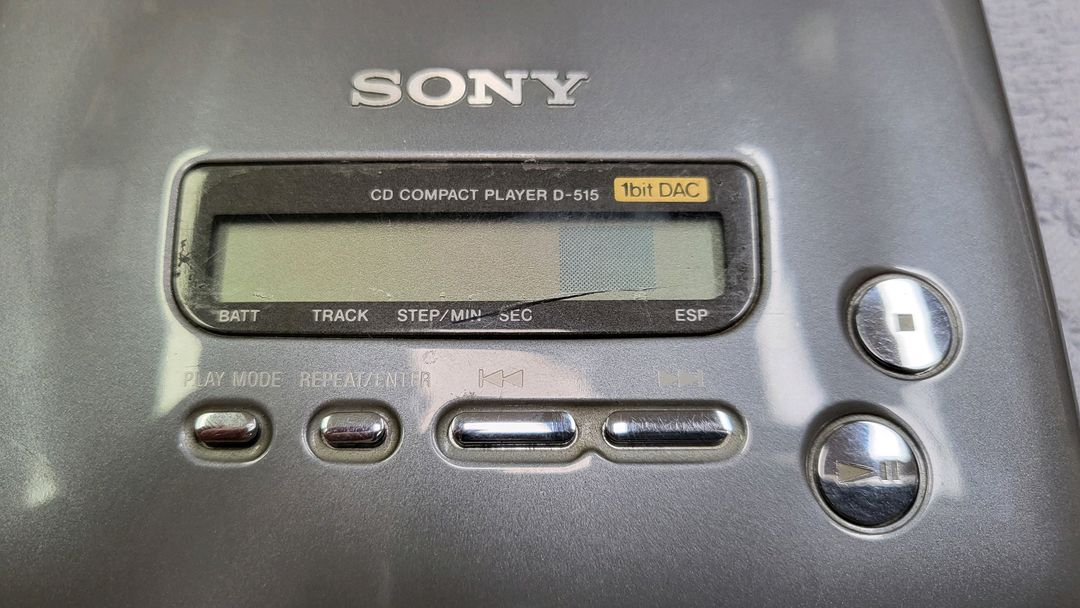 SONY
CD COMPACT PLAYER D-515 1bit DAC
BATT TRACK STEP/MIN SEC ESP
PLAY MODE REPEAT/ENTER